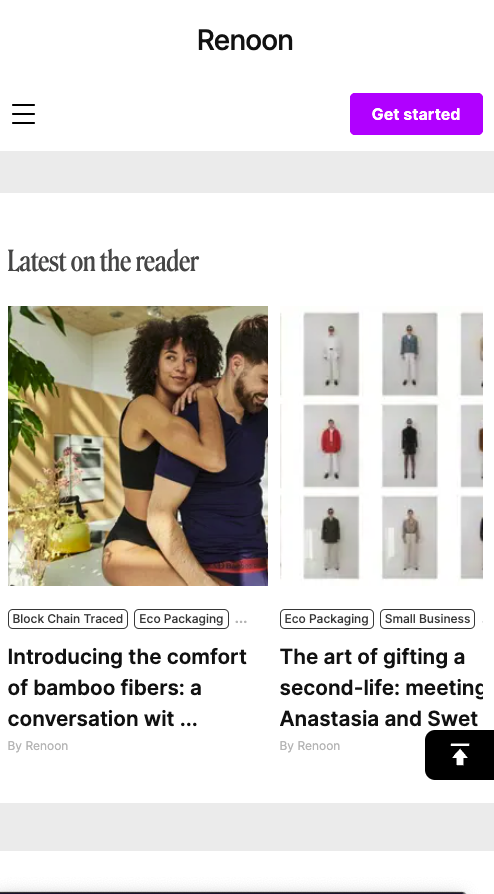 Renoon
Get started
Latest on the reader
Block Chain Traced
Eco Packaging
...
Introducing the comfort
of bamboo fibers: a
conversation wit ...
By Renoon
Eco Packaging
Small Business
The art of gifting a
second-life: meeting
Anastasia and Swet
By Renoon